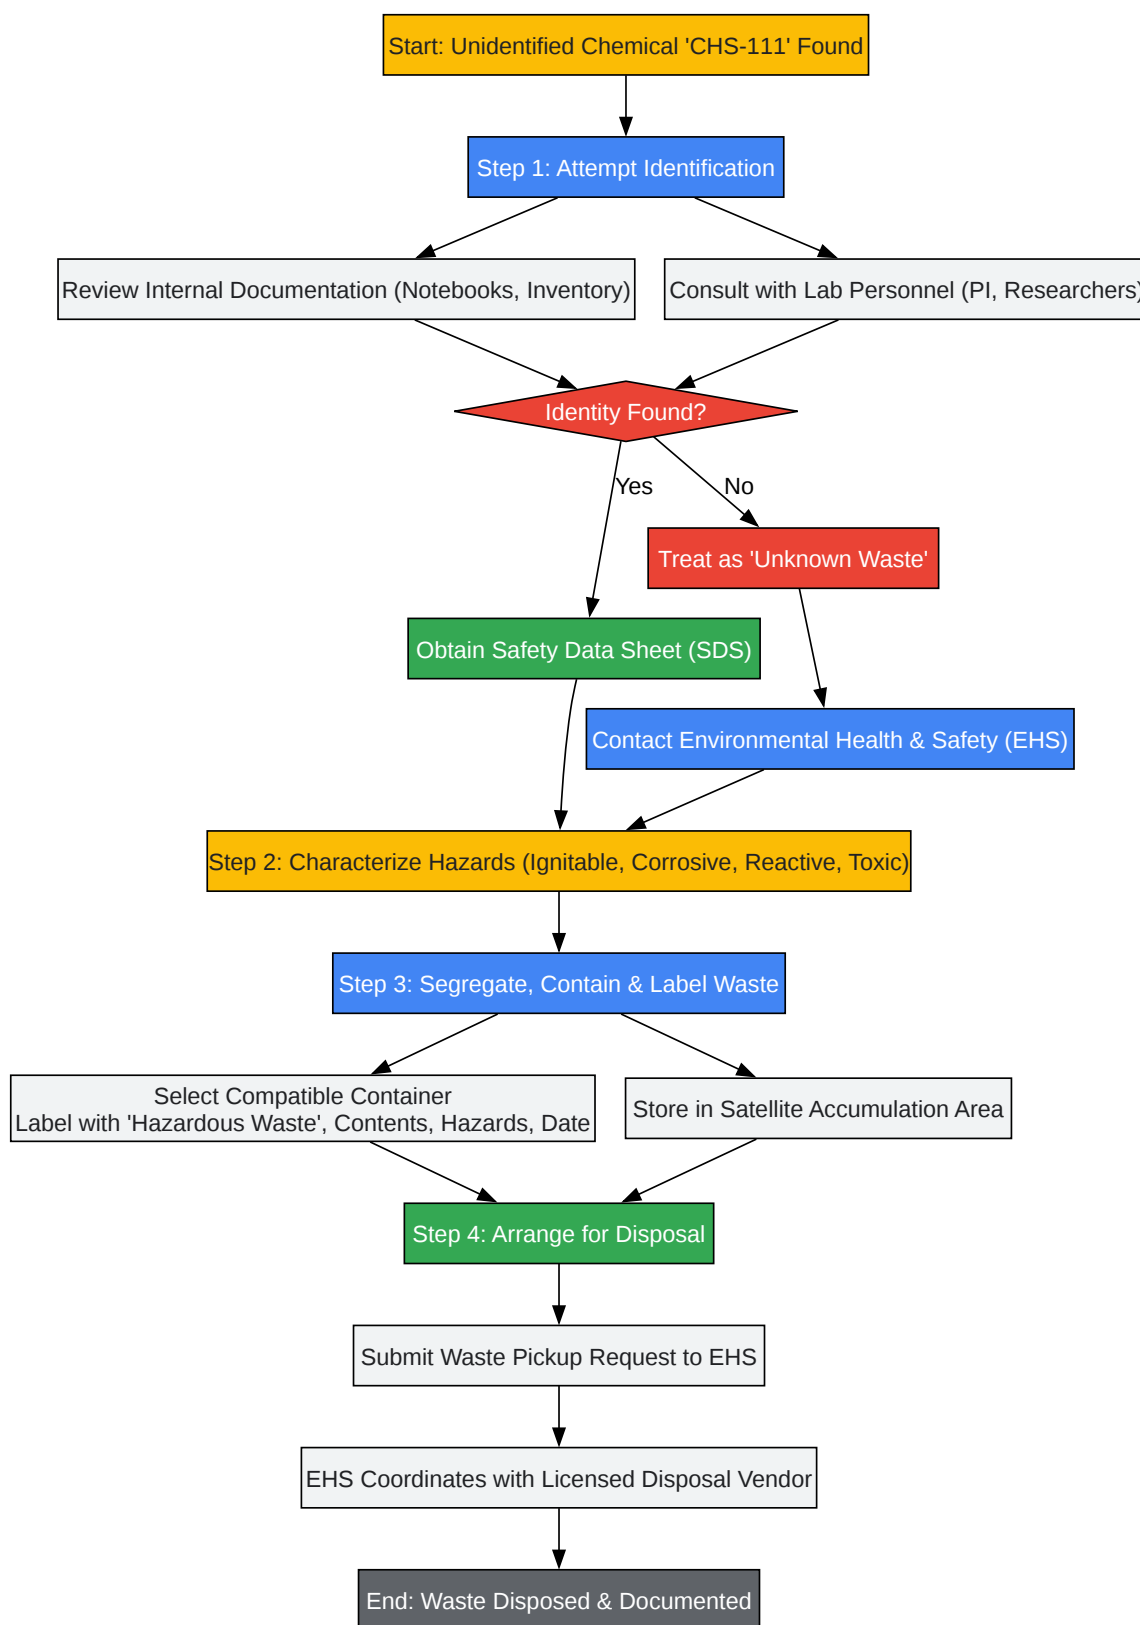 Start: Unidentified Chemical 'CHS-111' Found
Step 1: Attempt Identification
Review Internal Documentation (Notebooks, Inventory)
Consult with Lab Personnel (PI, Researchers)
Identity Found?
Yes
No
Treat as 'Unknown Waste'
Obtain Safety Data Sheet (SDS)
Contact Environmental Health & Safety (EHS)
Step 2: Characterize Hazards (Ignitable, Corrosive, Reactive, Toxic)
Step 3: Segregate, Contain & Label Waste
Select Compatible Container
Label with 'Hazardous Waste', Contents, Hazards, Date
Store in Satellite Accumulation Area
Step 4: Arrange for Disposal
Submit Waste Pickup Request to EHS
EHS Coordinates with Licensed Disposal Vendor
End: Waste Disposed & Documented